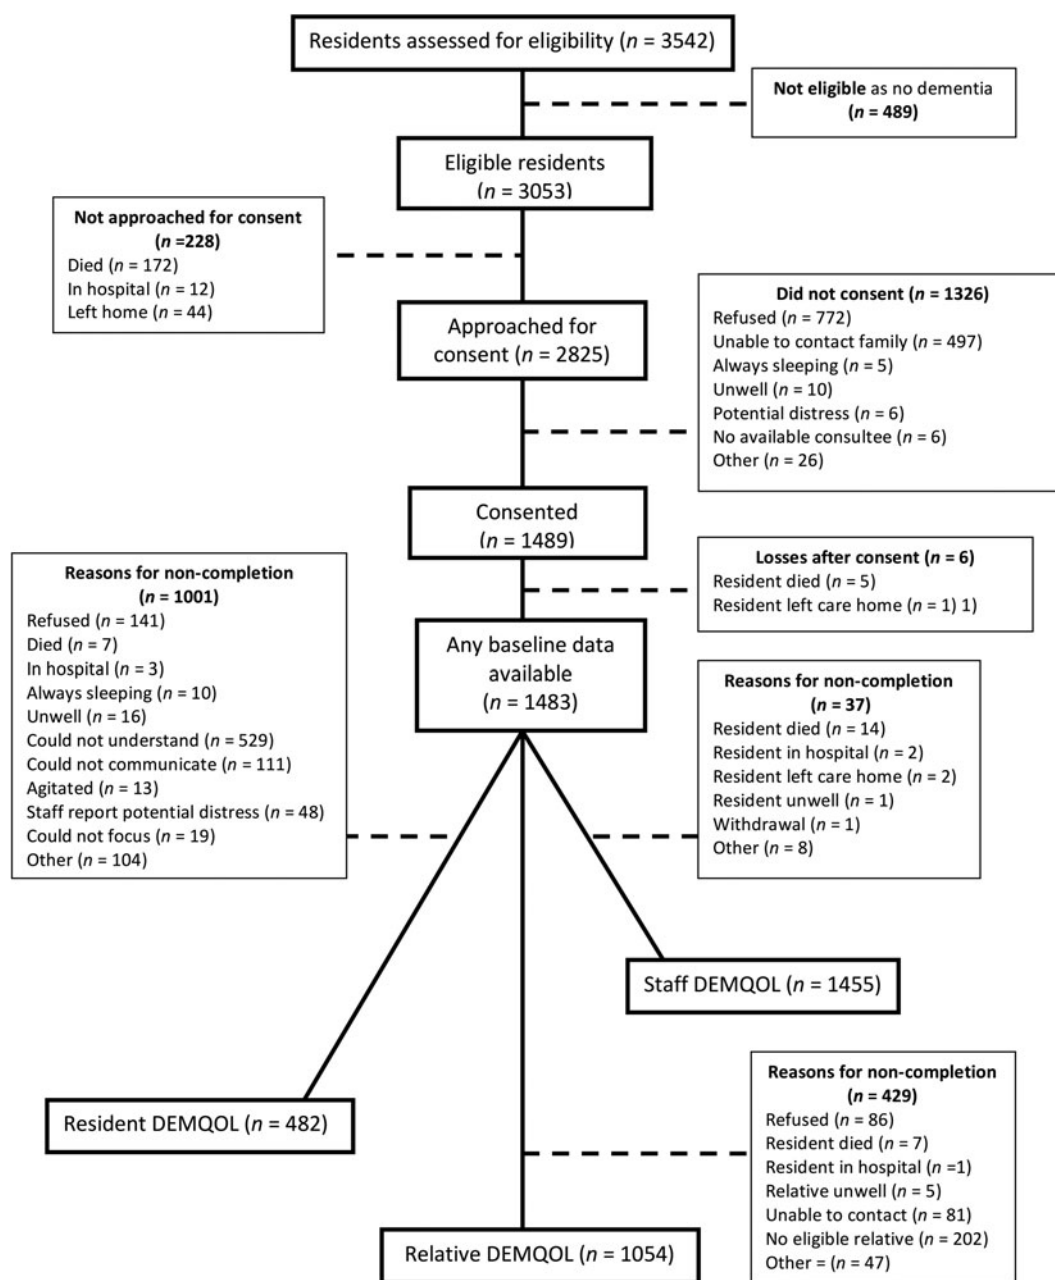 Residents assessed for eligibility (n = 3542)
Not eligible as no dementia
(n = 489)
Eligible residents
(n = 3053)
Not approached for consent
(n =228)
Died (n = 172)
In hospital (n = 12)
Left home (n = 44)
Approached for
consent (n = 2825)
Did not consent (n = 1326)
Refused (n = 772)
Unable to contact family (n = 497)
Always sleeping (n = 5)
Unwell (n = 10)
Potential distress (n = 6)
No available consultee (n = 6)
Other (n = 26)
Consented
(n = 1489)
Losses after consent (n = 6)
Resident died (n = 5)
Resident left care home (n = 1) 1)
Reasons for non-completion
(n = 1001)
Refused (n = 141)
Died (n = 7)
In hospital (n = 3)
Always sleeping (n = 10)
Unwell (n = 16)
Could not understand (n = 529)
Could not communicate (n = 111)
Agitated (n = 13)
Staff report potential distress (n = 48)
Could not focus (n = 19)
Other (n = 104)
Any baseline data
available
(n = 1483)
Reasons for non-completion
(n = 37)
Resident died (n = 14)
Resident in hospital (n = 2)
Resident left care home (n = 2)
Resident unwell (n = 1)
Withdrawal (n = 1)
Other (n = 8)
Staff DEMQOL (n = 1455)
Resident DEMQOL (n = 482)
Reasons for non-completion
(n = 429)
Refused (n = 86)
Resident died (n = 7)
Resident in hospital (n =1)
Relative unwell (n = 5)
Unable to contact (n = 81)
No eligible relative (n = 202)
Other = (n = 47)
Relative DEMQOL (n = 1054)